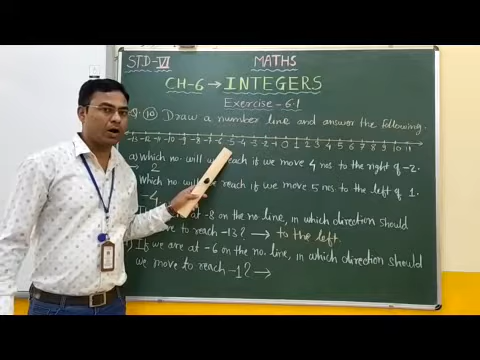 STD-VI MATHS
CH-6 → INTEGERS
Exercise - 6.1
Q: 10 Draw a number line and answer the following:
-13 -12 -11 -10 -9 -8 -7 -6 -5 -4 -3 -2 -1 0 1 2 3 4 5 6 7 8 9 10 11
a) Which no. will we reach if we move 4 nos. to the right of -2.
→ 2
Which no. will we reach if we move 5 nos. to the left of 1.
-4
at -8 on the no. line, in which direction should
to reach -13? → to the left.
If we are at -6 on the no. line, in which direction should
we move to reach -1? →